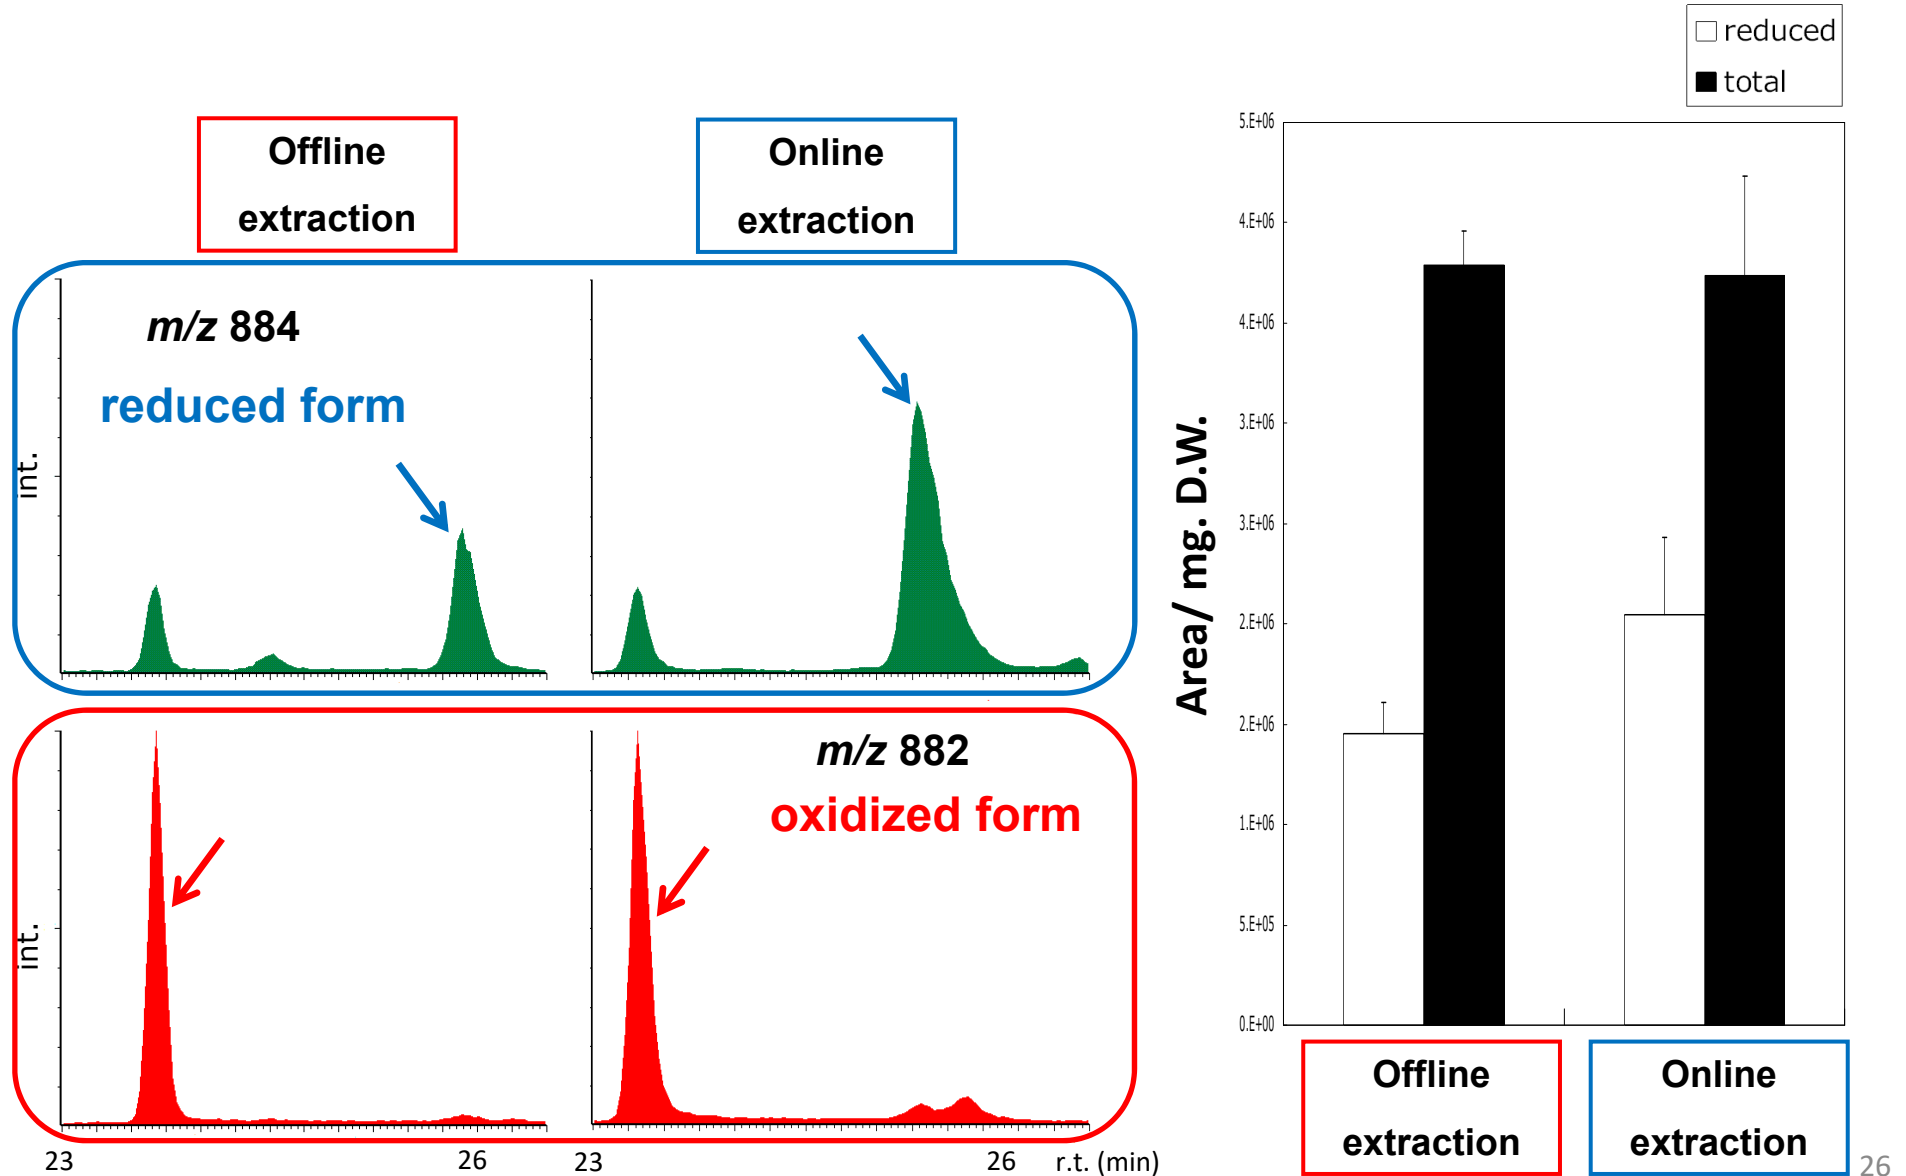 Offline
extraction
Online
extraction
m/z 884
reduced form
int.
m/z 882
oxidized form
int.
23
26
23
26
r.t. (min)
reduced
total
5.E+06
4.E+06
4.E+06
3.E+06
3.E+06
2.E+06
2.E+06
1.E+06
5.E+05
0.E+00
Area/ mg. D.W.
Offline
extraction
Online
extraction
26